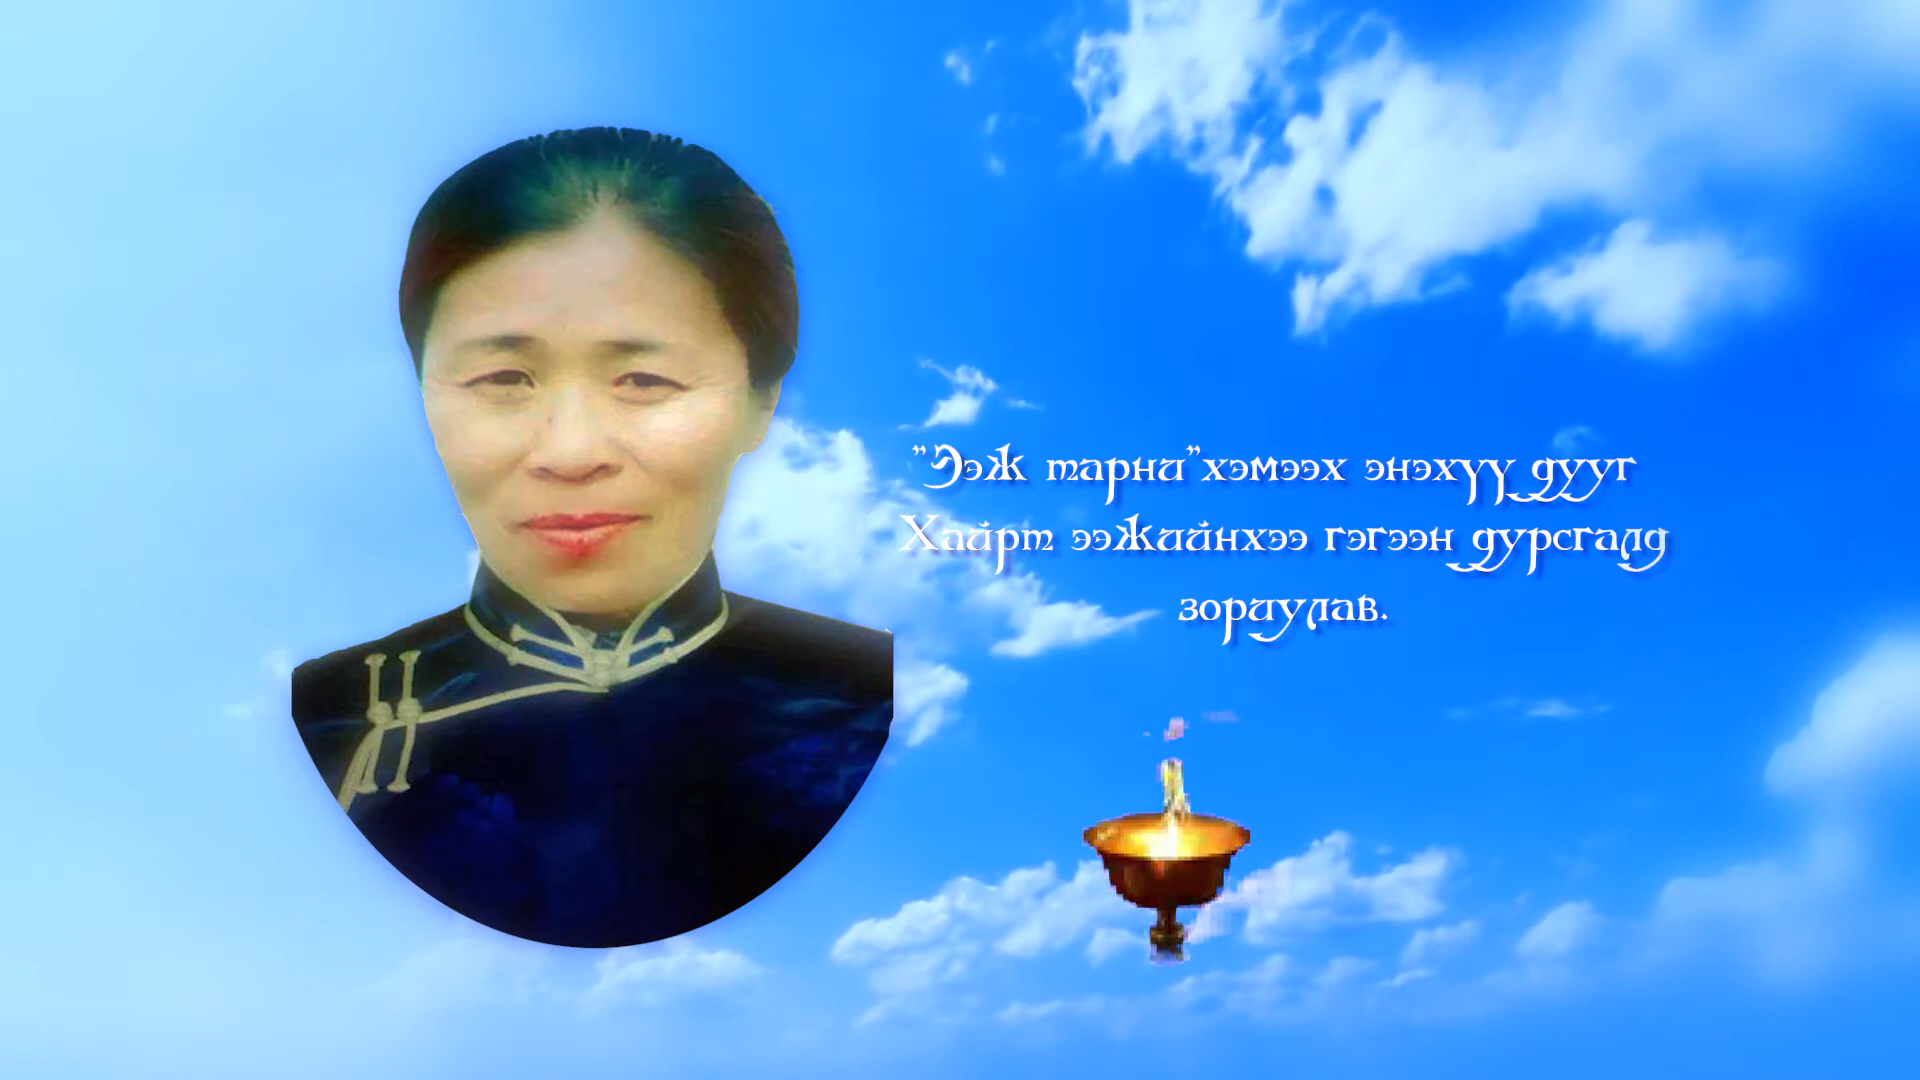 "Ээж тарни"хэмээх энэхүү дууг
Хайрт ээжийнхээ гэгээн дурсгалд
зориулав.